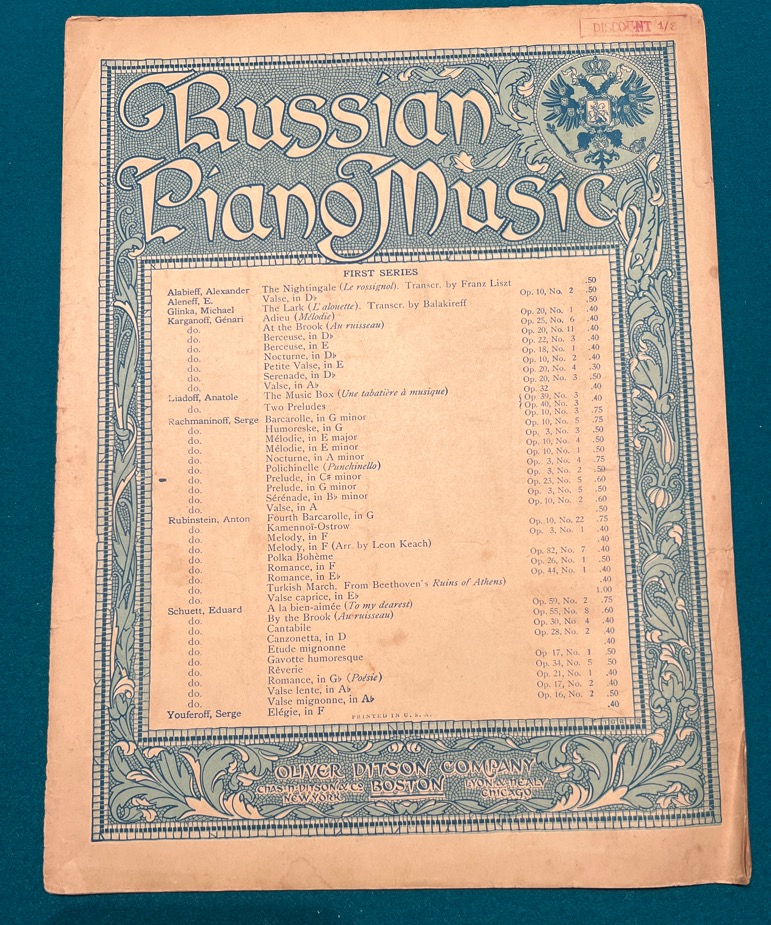 DISCOUNT 1/3
Russian
Piano Music
FIRST SERIES
Alabieff, Alexander The Nightingale (Le rossignol). Transcr. by Franz Liszt .50
Aleneff, E. Valse, in D♭ Op. 10, No. 2 .50
Glinka, Michael The Lark (L'alouette). Transcr. by Balakireff .50
Karganoff, Génari Adieu (Mélodie) Op. 20, No. 1 .40
do. At the Brook (Au ruisseau) Op. 25, No. 6 .40
do. Berceuse, in D♭ Op. 20, No. 11 .40
do. Berceuse, in E Op. 22, No. 3 .40
do. Nocturne, in D♭ Op. 18, No. 1 .40
do. Petite Valse, in E Op. 10, No. 2 .40
do. Serenade, in D♭ Op. 20, No. 4 .30
do. Valse, in A♭ Op. 20, No. 3 .50
Liadoff, Anatole The Music Box (Une tabatière à musique) Op. 32 .40
do. Two Preludes { Op. 39, No. 3 Op. 40, No. 3 .40
Rachmaninoff, Serge Barcarolle, in G minor Op. 10, No. 3 .75
do. Humoreske, in G Op. 10, No. 5 .75
do. Mélodie, in E major Op. 3, No. 3 .50
do. Mélodie, in E minor Op. 10, No. 4 .50
do. Nocturne, in A minor Op. 10, No. 1 .50
do. Polichinelle (Punchinello) Op. 3, No. 4 .75
do. Prelude, in C♯ minor Op. 3, No. 2 .50
do. Prelude, in G minor Op. 23, No. 5 .60
do. Sérénade, in B♭ minor Op. 3, No. 5 .50
do. Valse, in A Op. 10, No. 2 .60
Rubinstein, Anton Fourth Barcarolle, in G .50
do. Kamennoï-Ostrow Op. 10, No. 22 .75
do. Melody, in F Op. 3, No. 1 .40
do. Melody, in F (Arr. by Leon Keach) .40
do. Polka Bohème Op. 82, No. 7 .40
do. Romance, in F Op. 26, No. 1 .50
do. Romance, in E♭ Op. 44, No. 1 .40
do. Turkish March. From Beethoven's Ruins of Athens) .40
do. Valse caprice, in E♭ 1.00
Schuett, Eduard A la bien-aimée (To my dearest) Op. 59, No. 2 .75
do. By the Brook (Au ruisseau) Op. 55, No. 8 .60
do. Cantabile Op. 30, No 4 .40
do. Canzonetta, in D Op. 28, No. 2 .40
do. Etude mignonne .40
do. Gavotte humoresque Op. 17, No. 1 .50
do. Rêverie Op. 34, No. 5 .50
do. Romance, in G♭ (Poésie) Op. 21, No. 1 .40
do. Valse lente, in A♭ Op. 17, No. 2 .40
do. Valse mignonne, in A♭ Op. 16, No. 2 .50
Youferoff, Serge Elégie, in F .40
PRINTED IN U. S. A.
OLIVER DITSON COMPANY
CHAS. H. DITSON & CO. NEW YORK BOSTON LYON & HEALY CHICAGO